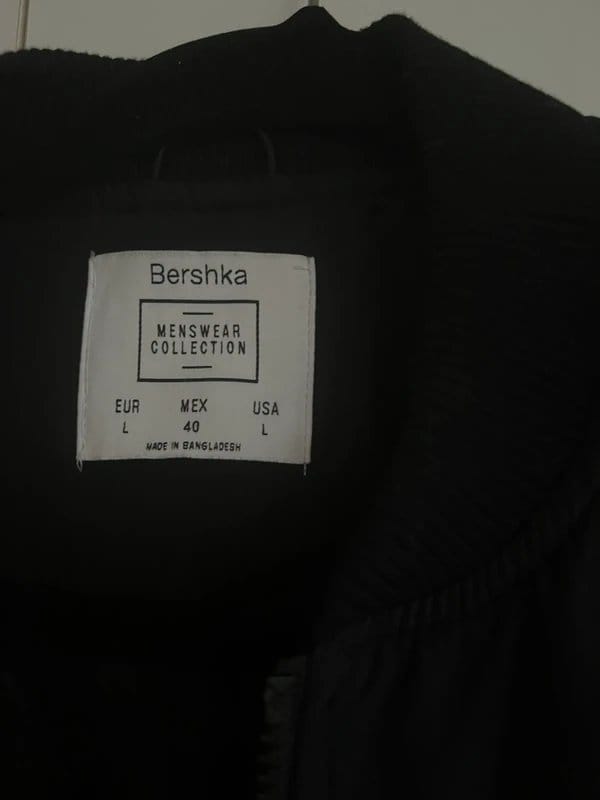 Bershka
MENSWEAR
COLLECTION
EUR MEX USA
L 40 L
MADE IN BANGLADESH